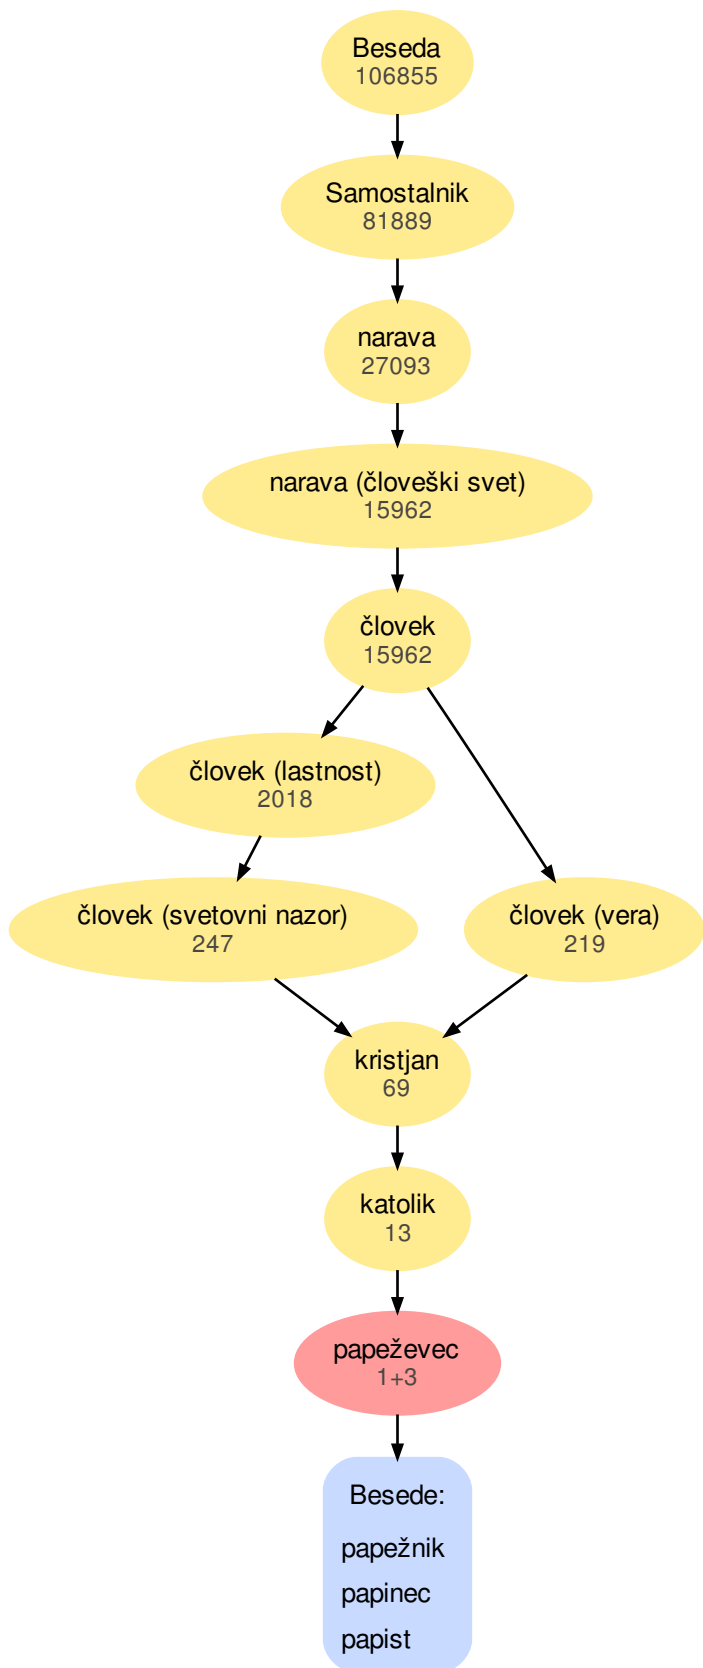 Beseda
106855
Samostalnik
81889
narava
27093
narava (človeški svet)
15962
človek
15962
človek (lastnost)
2018
človek (svetovni nazor)
247
človek (vera)
219
kristjan
69
katolik
13
papeževec
1+3
Besede:
papežnik
papinec
papist